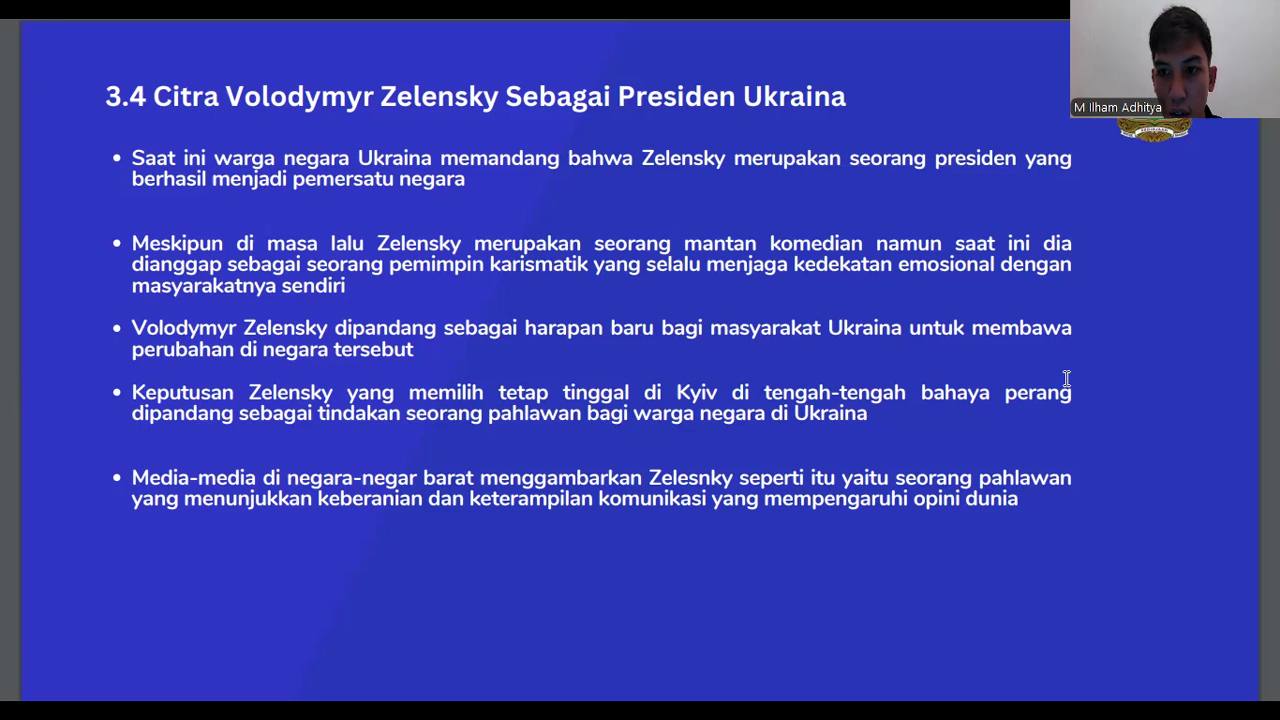 3.4 Citra Volodymyr Zelensky Sebagai Presiden Ukraina
M Ilham Adhitya
• Saat ini warga negara Ukraina memandang bahwa Zelensky merupakan seorang presiden yang
berhasil menjadi pemersatu negara
• Meskipun di masa lalu Zelensky merupakan seorang mantan komedian namun saat ini dia
dianggap sebagai seorang pemimpin karismatik yang selalu menjaga kedekatan emosional dengan
masyarakatnya sendiri
• Volodymyr Zelensky dipandang sebagai harapan baru bagi masyarakat Ukraina untuk membawa
perubahan di negara tersebut
• Keputusan Zelensky yang memilih tetap tinggal di Kyiv di tengah-tengah bahaya perang
dipandang sebagai tindakan seorang pahlawan bagi warga negara di Ukraina
• Media-media di negara-negar barat menggambarkan Zelesnky seperti itu yaitu seorang pahlawan
yang menunjukkan keberanian dan keterampilan komunikasi yang mempengaruhi opini dunia